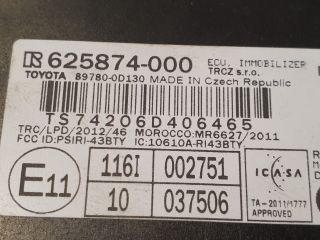 625874-000 ECU, IMMOBILIZER
TRCZ s.r.o.
TOYOTA 89780-0D130 MADE IN Czech Republic
TS74206D406465
TRC/LPD/2012/46 MOROCCO:MR6627/2011
FCC ID:PSIRI-43BTY IC:10610A-RI43BTY
E11
116I 002751
10 037506
ICASA
TA-2011/1777
APPROVED